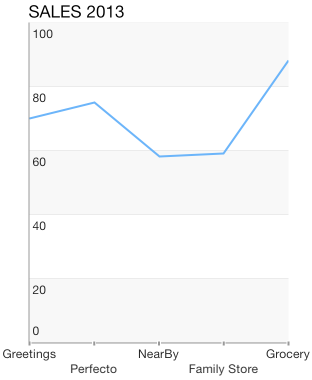 SALES 2013
100
80
60
40
20
0
Greetings
Perfecto
NearBy
Family Store
Grocery